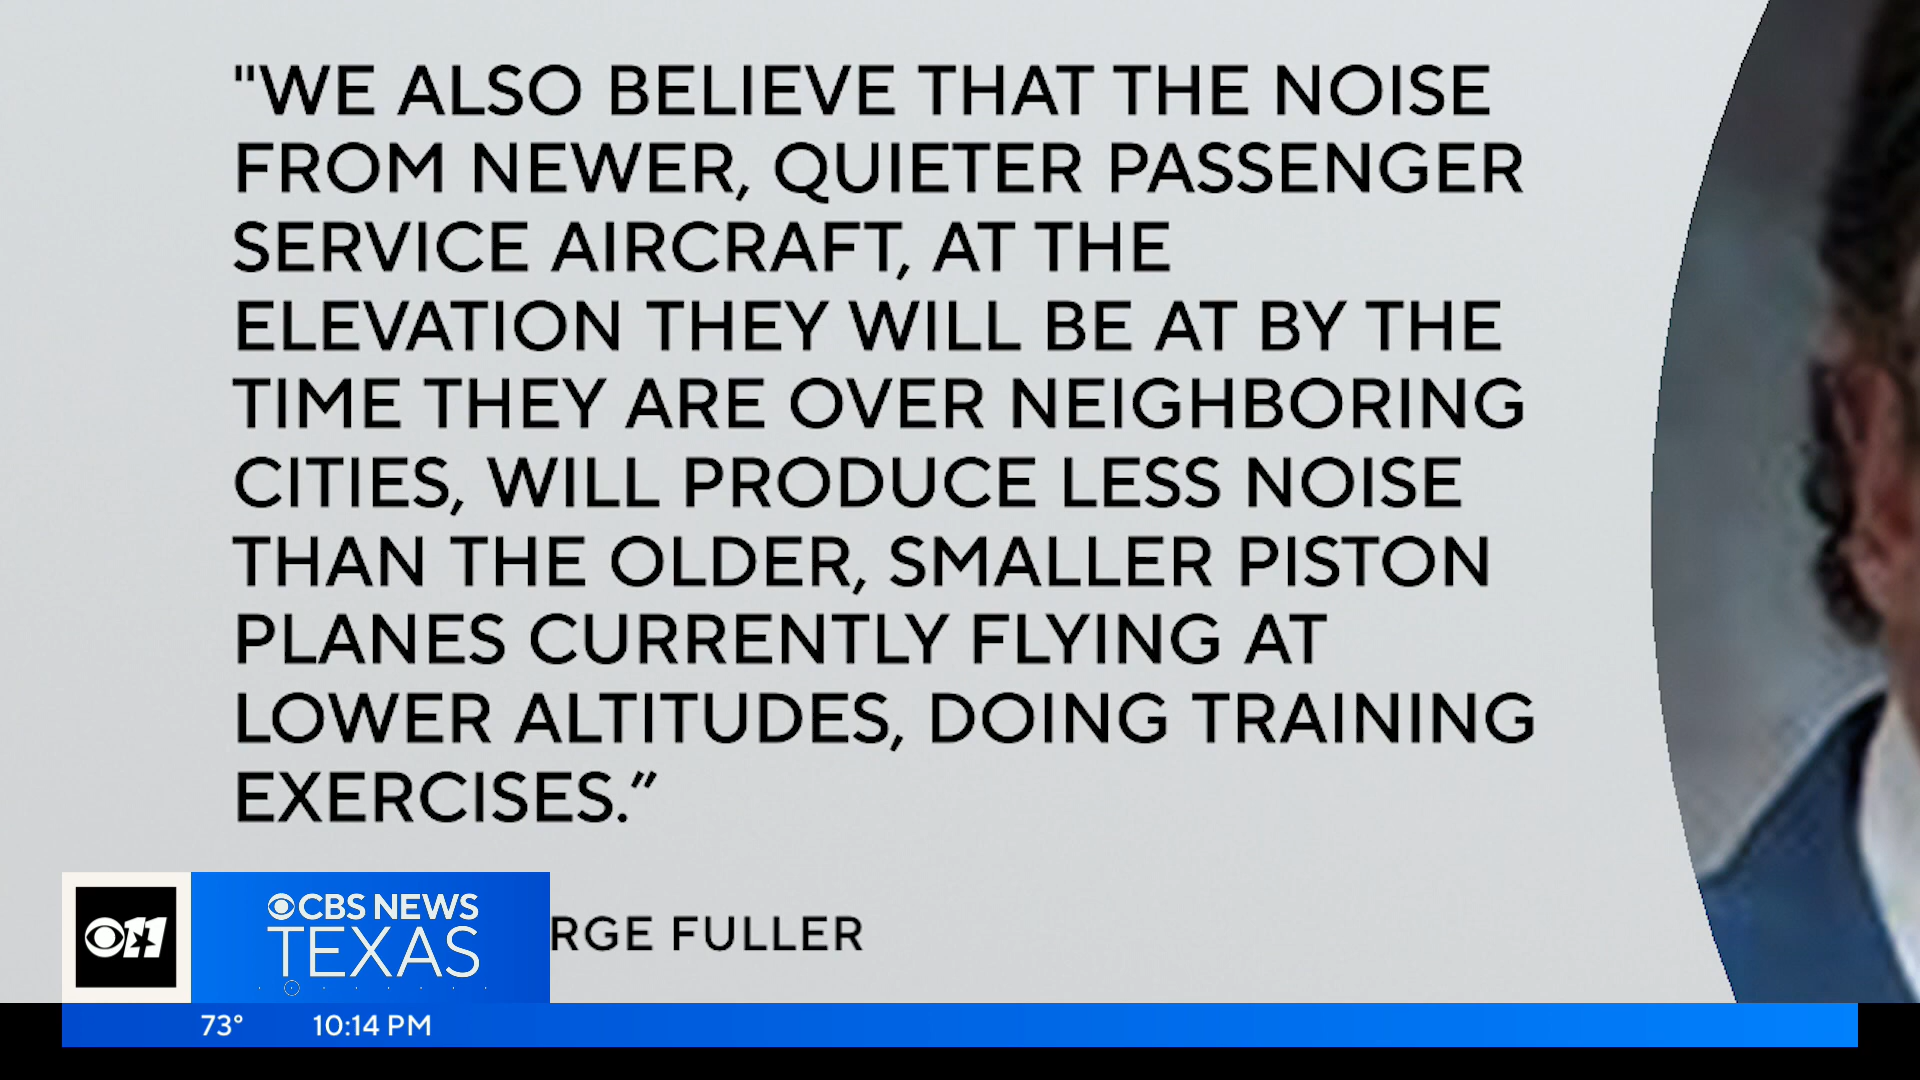 "WE ALSO BELIEVE THAT THE NOISE
FROM NEWER, QUIETER PASSENGER
SERVICE AIRCRAFT, AT THE
ELEVATION THEY WILL BE AT BY THE
TIME THEY ARE OVER NEIGHBORING
CITIES, WILL PRODUCE LESS NOISE
THAN THE OLDER, SMALLER PISTON
PLANES CURRENTLY FLYING AT
LOWER ALTITUDES, DOING TRAINING
EXERCISES.”
RGE FULLER
11
CBS NEWS
TEXAS
73° 10:14 PM